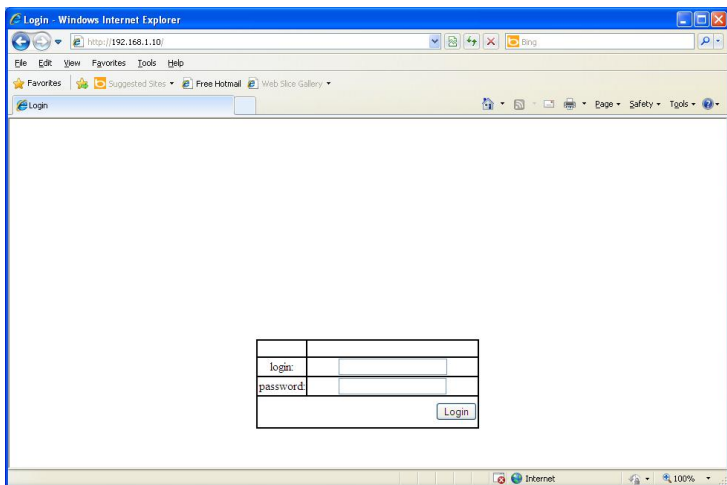 Login - Windows Internet Explorer
http://192.168.1.10/
Bing
File Edit View Favorites Tools Help
Favorites Suggested Sites Free Hotmail Web Slice Gallery
Login
Page Safety Tools
login:
password:
Login
Internet 100%